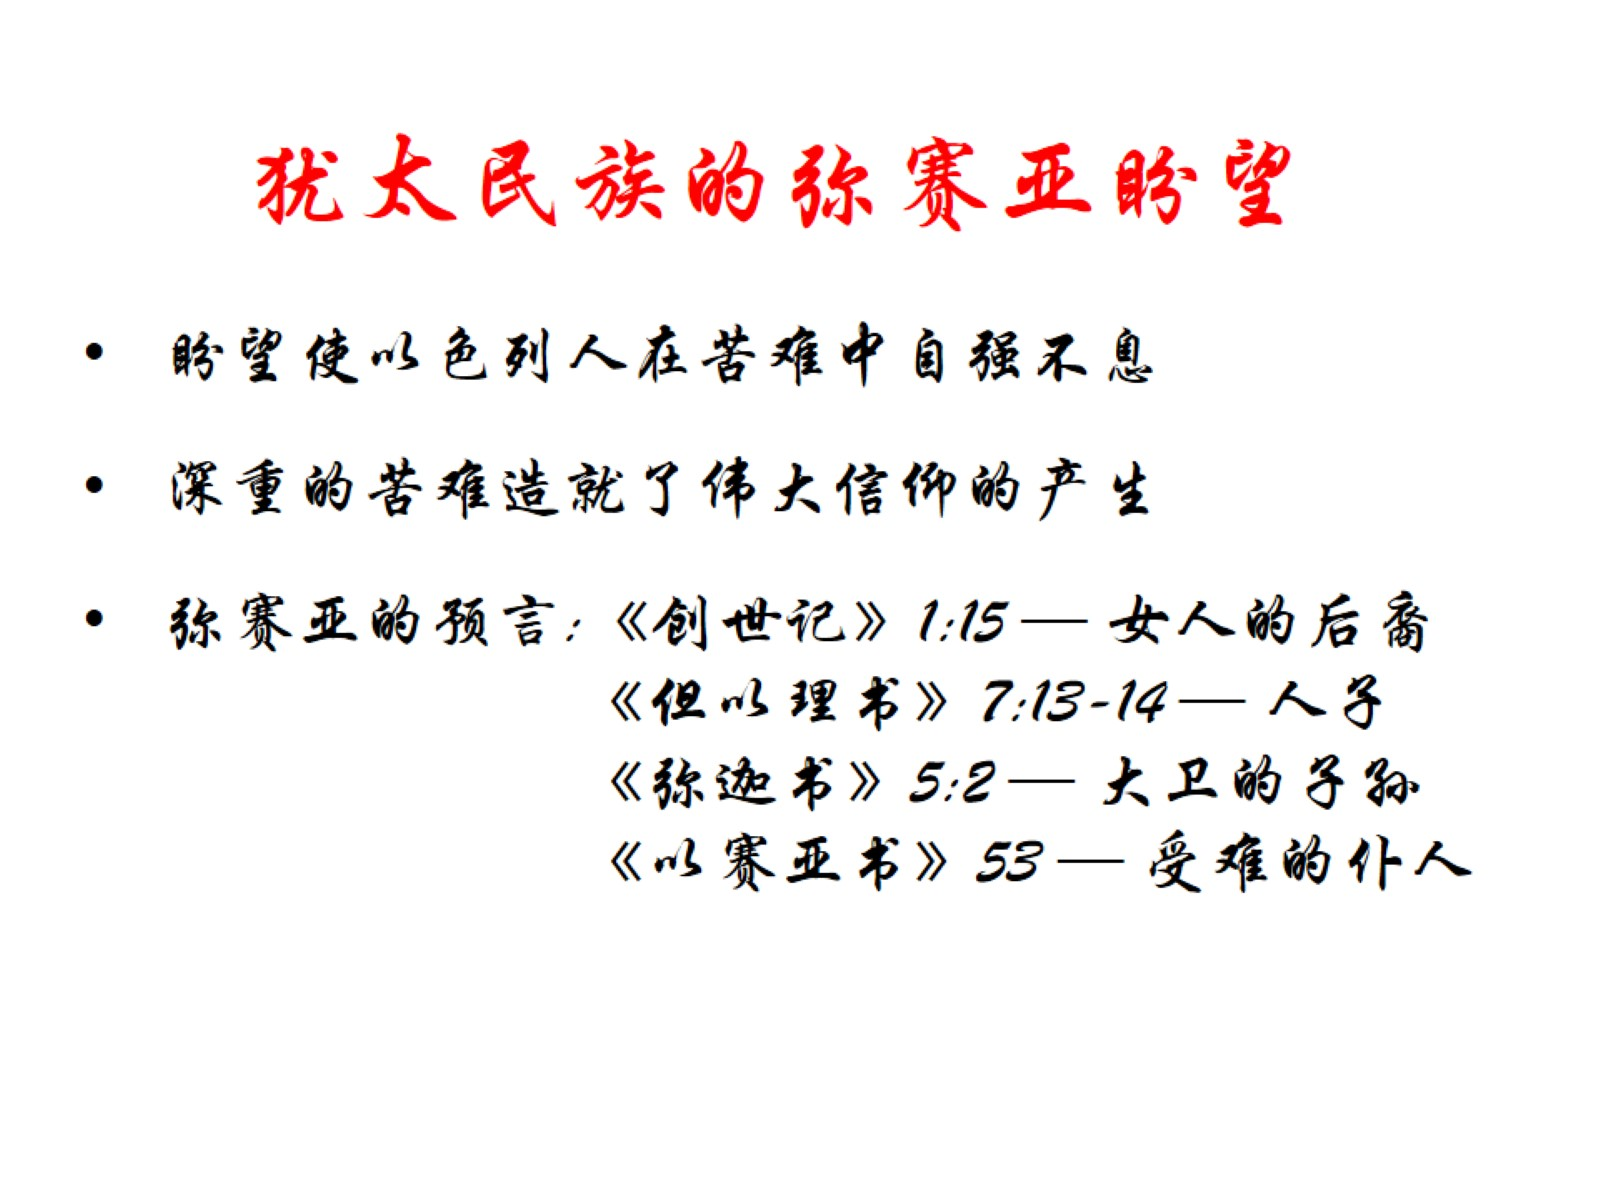 犹太民族的弥赛亚盼望
• 盼望使以色列人在苦难中自强不息
• 深重的苦难造就了伟大信仰的产生
• 弥赛亚的预言:《创世记》1:15 — 女人的后裔
《但以理书》7:13-14 — 人子
《弥迦书》5:2 — 大卫的子孙
《以赛亚书》53 — 受难的仆人